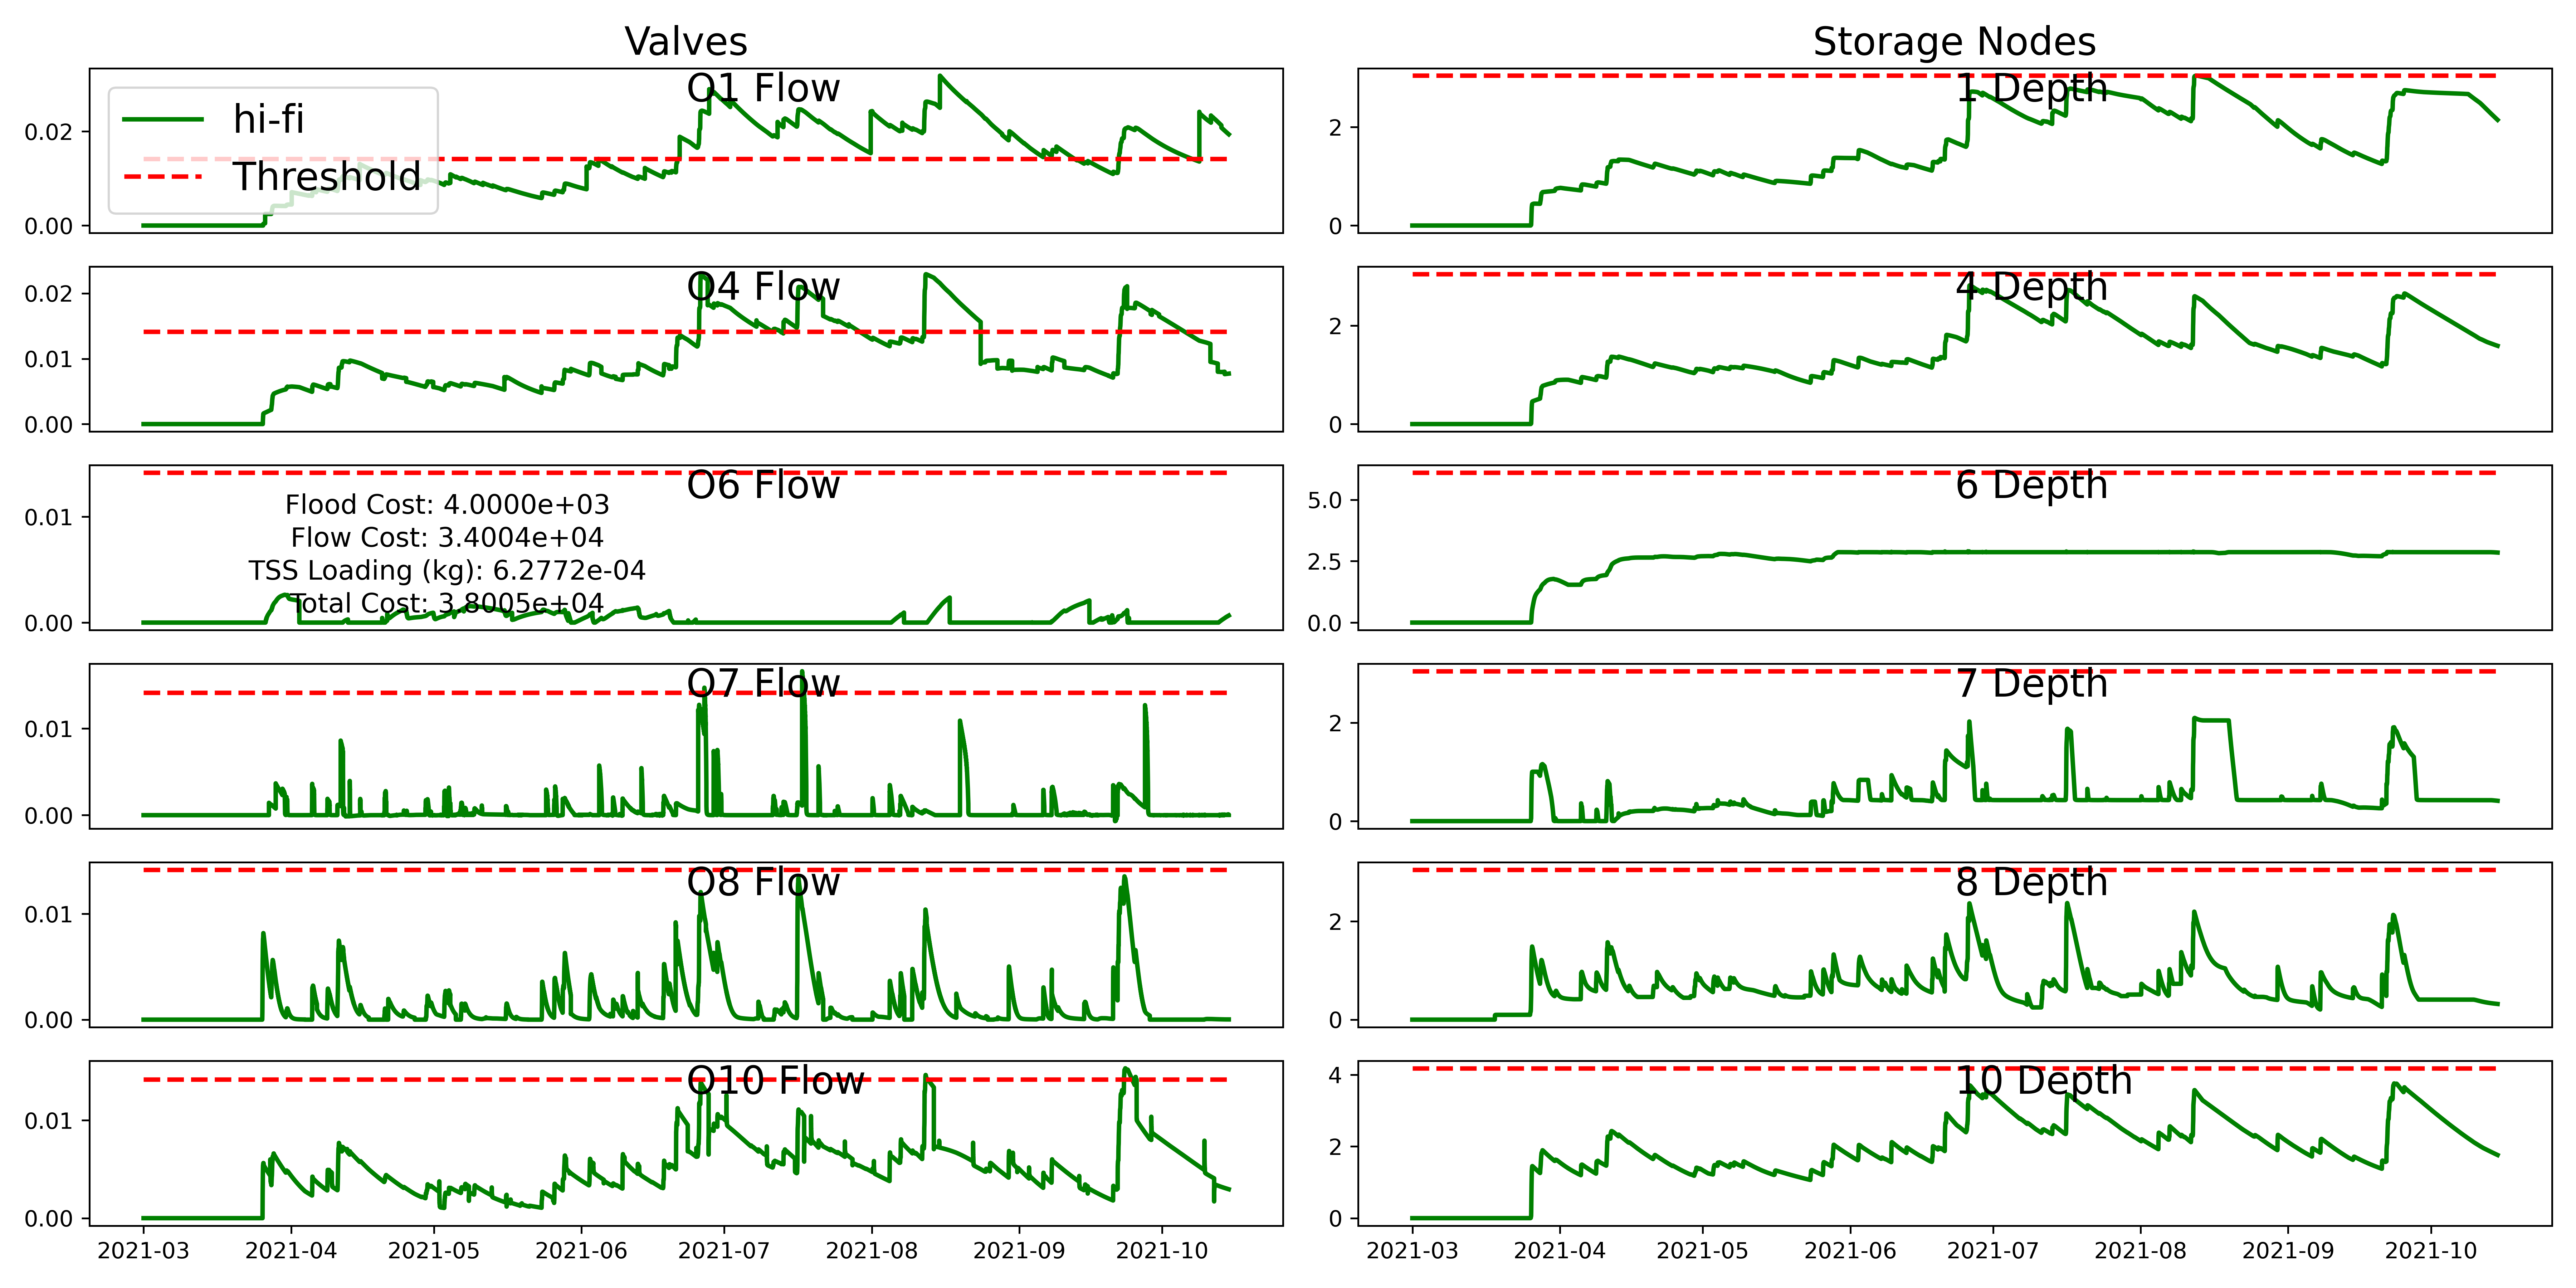 Valves
Storage Nodes
O1 Flow
hi-fi
Threshold
0.02
0.00
1 Depth
2
0
O4 Flow
0.02
0.01
0.00
4 Depth
2
0
O6 Flow
0.01
0.00
Flood Cost: 4.0000e+03
Flow Cost: 3.4004e+04
TSS Loading (kg): 6.2772e-04
Total Cost: 3.8005e+04
6 Depth
5.0
2.5
0.0
O7 Flow
0.01
0.00
7 Depth
2
0
O8 Flow
0.01
0.00
8 Depth
2
0
O10 Flow
0.01
0.00
10 Depth
4
2
0
2021-03 2021-04 2021-05 2021-06 2021-07 2021-08 2021-09 2021-10
2021-03 2021-04 2021-05 2021-06 2021-07 2021-08 2021-09 2021-10